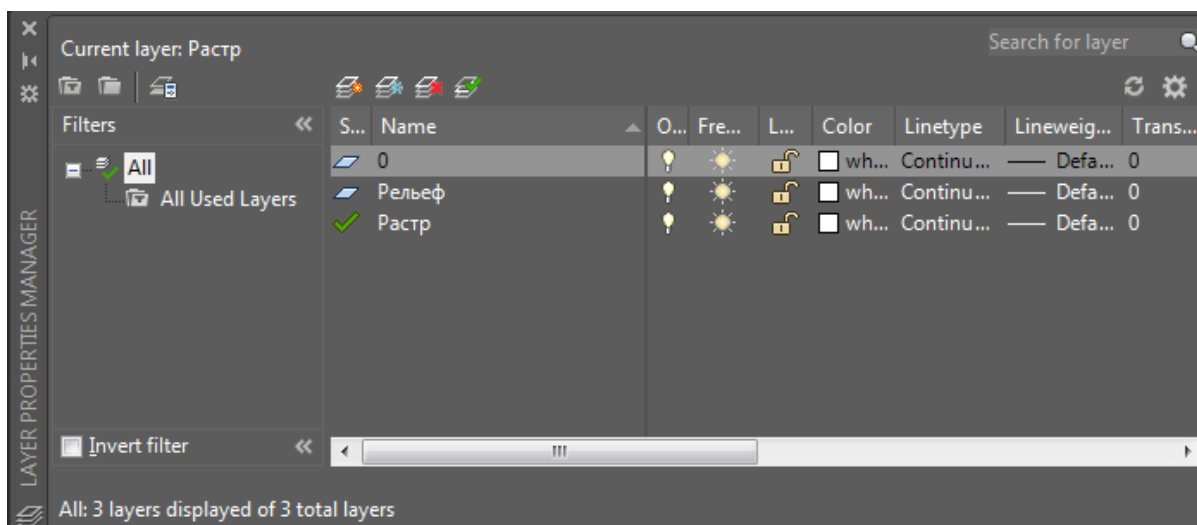 Current layer: Растр
Search for layer
Filters
S... Name O... Fre... L... Color Linetype Lineweig... Trans...
All
0 wh... Continu... Defa... 0
All Used Layers
Рельеф wh... Continu... Defa... 0
Растр wh... Continu... Defa... 0
Invert filter
All: 3 layers displayed of 3 total layers
LAYER PROPERTIES MANAGER